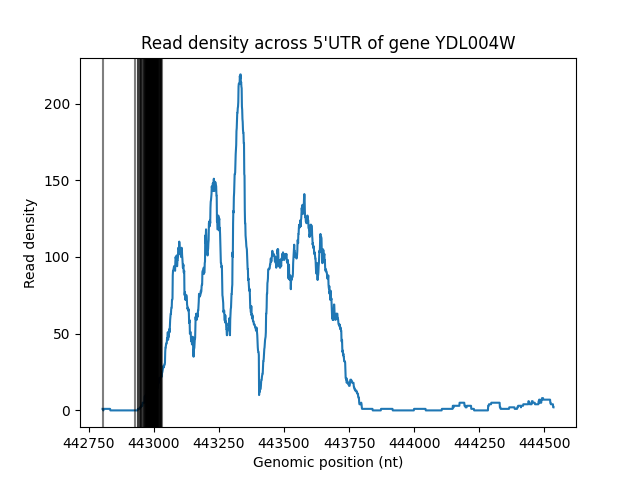 Read density across 5'UTR of gene YDL004W
200
150
100
50
0
Read density
442750 443000 443250 443500 443750 444000 444250 444500
Genomic position (nt)